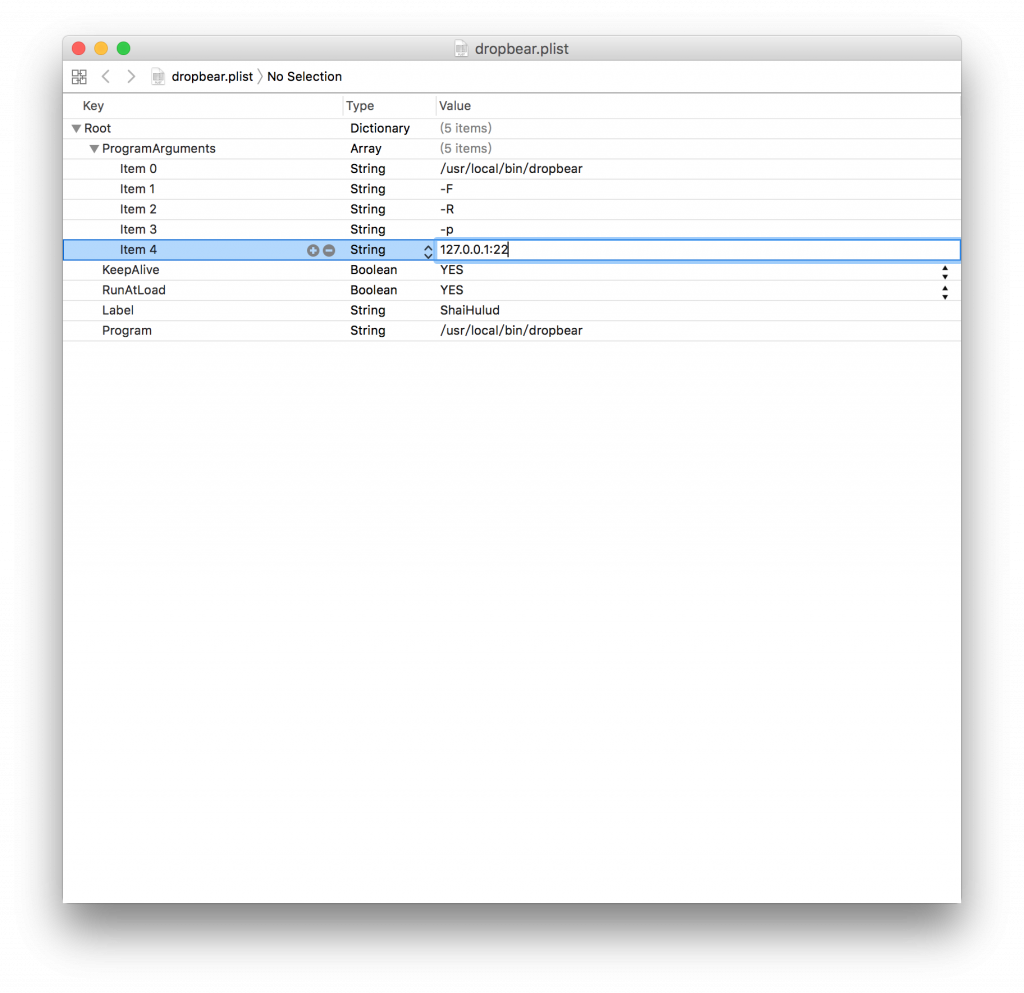 dropbear.plist
dropbear.plist No Selection
Key Type Value
Root Dictionary (5 items)
ProgramArguments Array (5 items)
Item 0 String /usr/local/bin/dropbear
Item 1 String -F
Item 2 String -R
Item 3 String -p
Item 4 String 127.0.0.1:22
KeepAlive Boolean YES
RunAtLoad Boolean YES
Label String ShaiHulud
Program String /usr/local/bin/dropbear